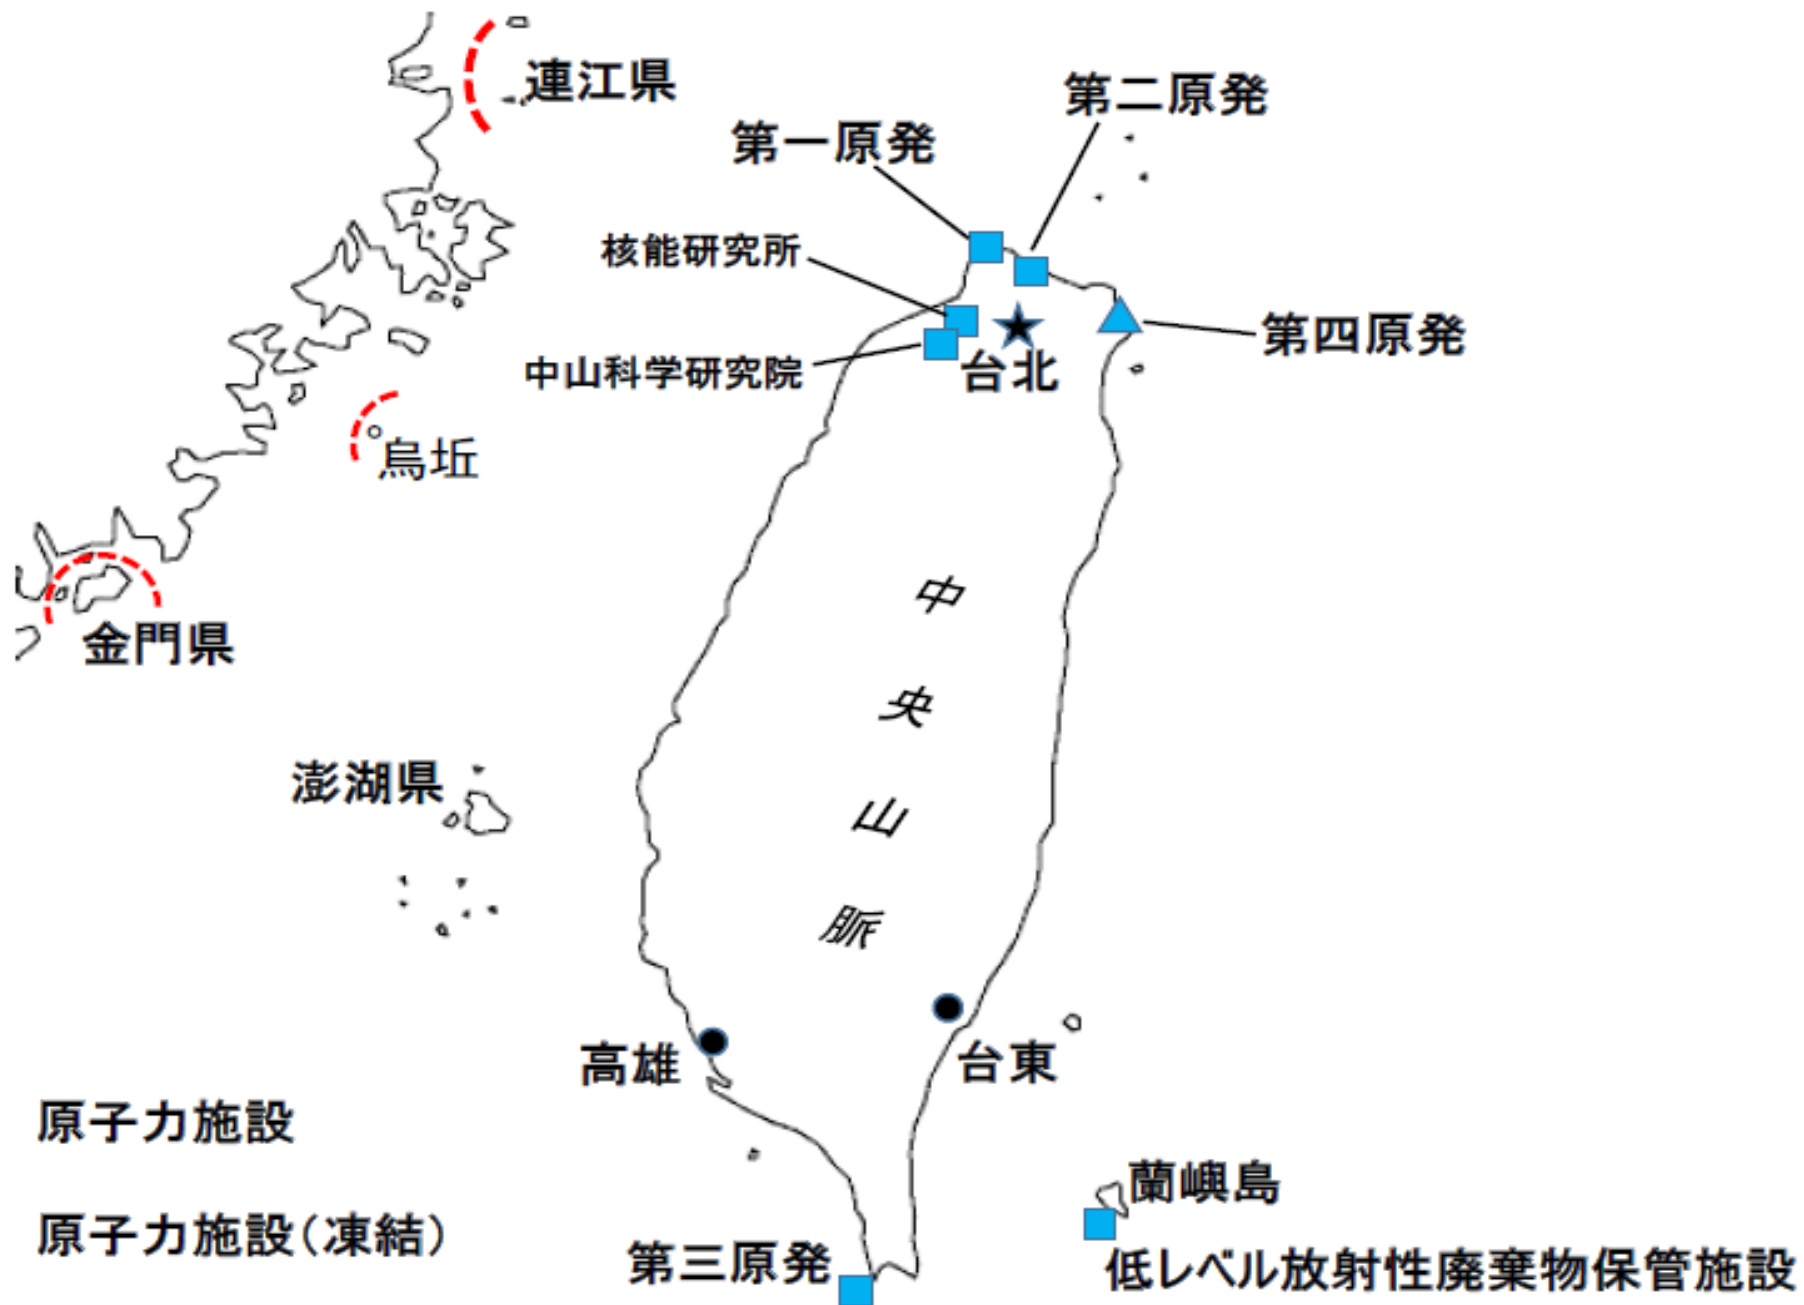 連江県
第二原発
第一原発
核能研究所
第四原発
中山科学研究院
台北
烏坵
金門県
中央山脈
澎湖県
高雄
台東
原子力施設
蘭嶼島
原子力施設(凍結)
第三原発
低レベル放射性廃棄物保管施設